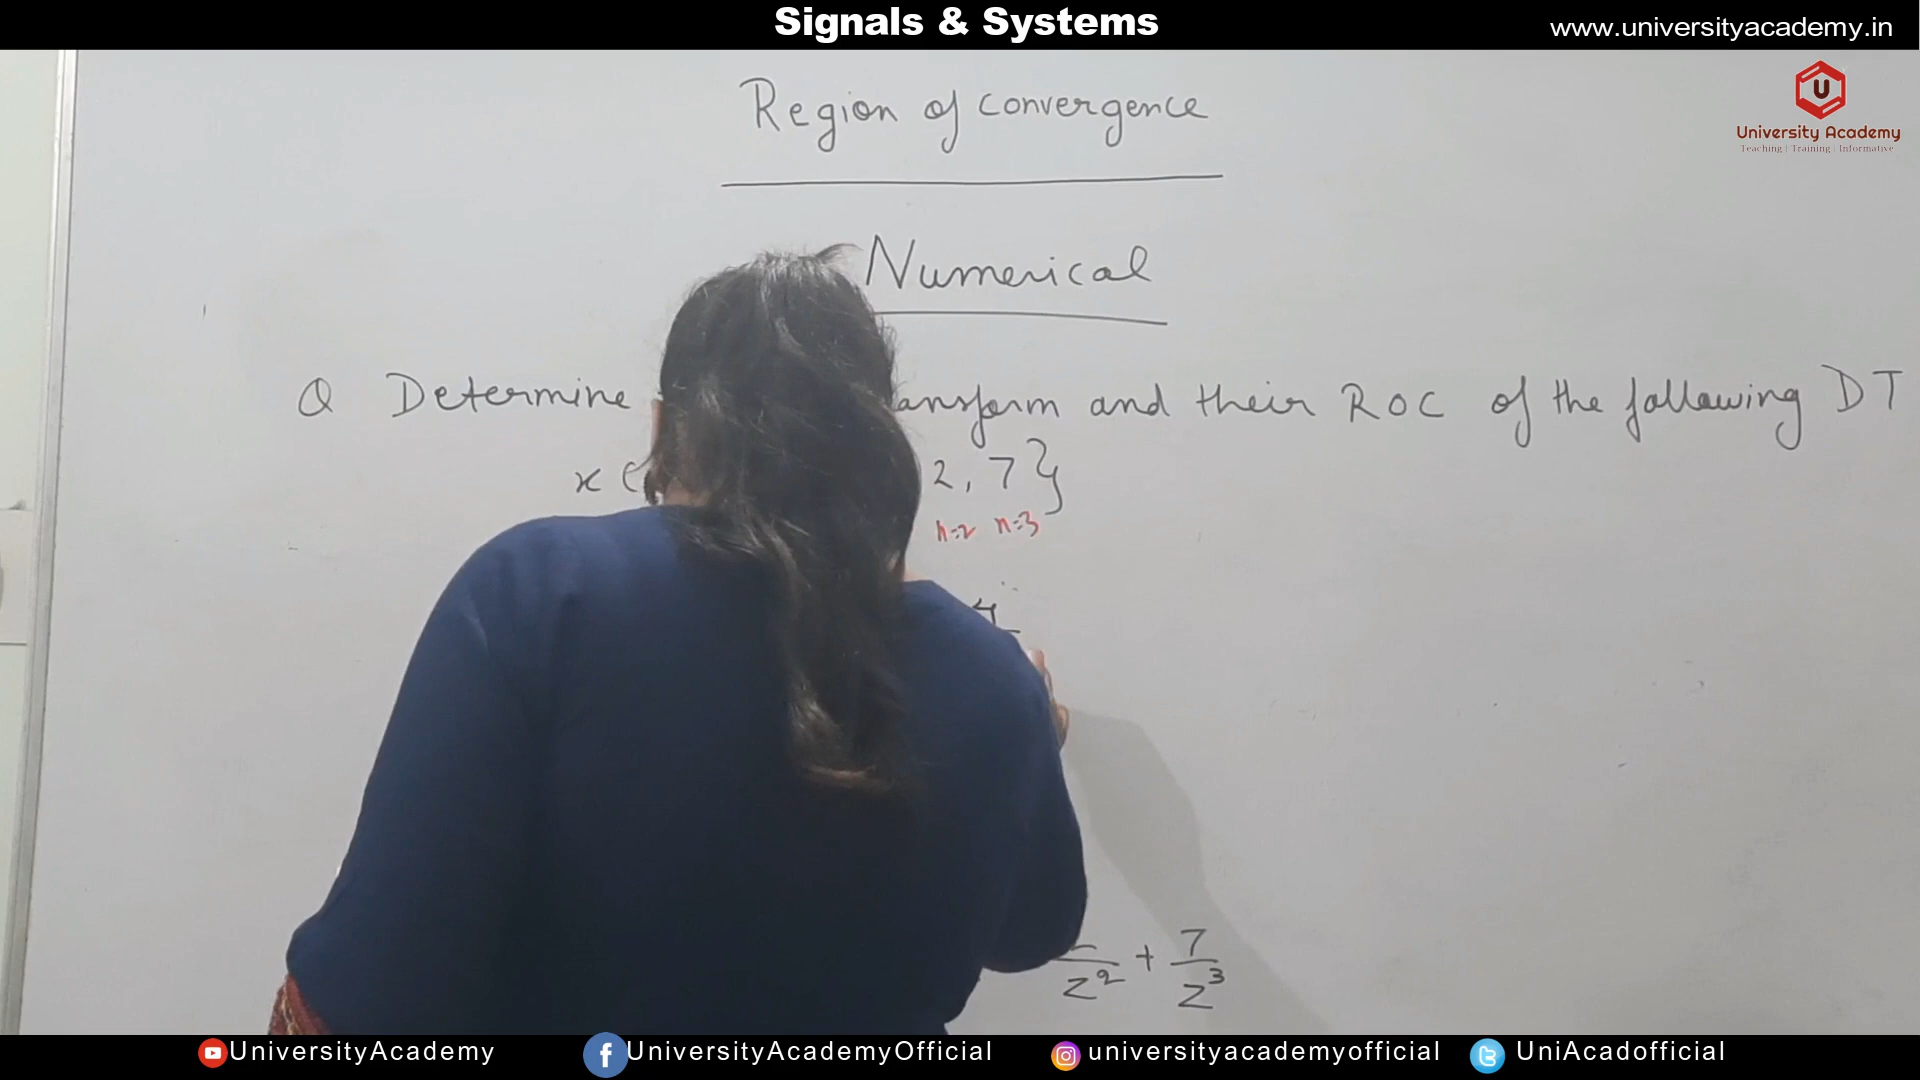 Signals & Systems
www.universityacademy.in
U
University Academy
Teaching | Training | Informative
Region of convergence
Numerical
Q Determine ansform and their ROC of the following DT
x ( 2, 7}
n=2 n=3
4
z² + 7
z³
UniversityAcademy
UniversityAcademyOfficial
universityacademyofficial
UniAcadofficial